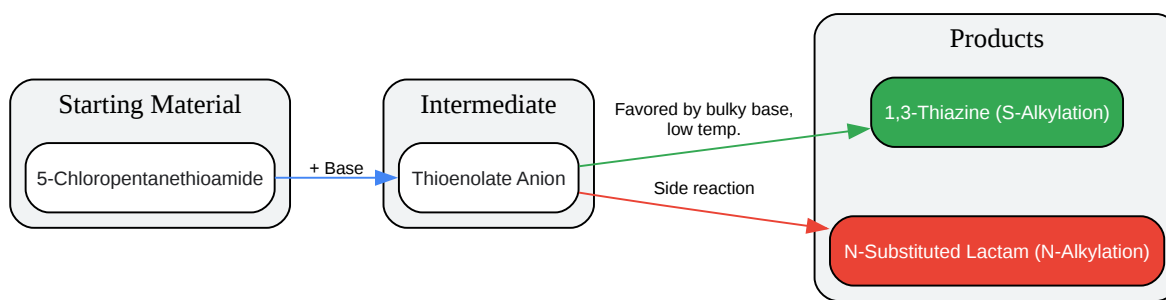 Products
Starting Material
Intermediate
Favored by bulky base,
low temp.
1,3-Thiazine (S-Alkylation)
5-Chloropentanethioamide
+ Base
Thioenolate Anion
Side reaction
N-Substituted Lactam (N-Alkylation)